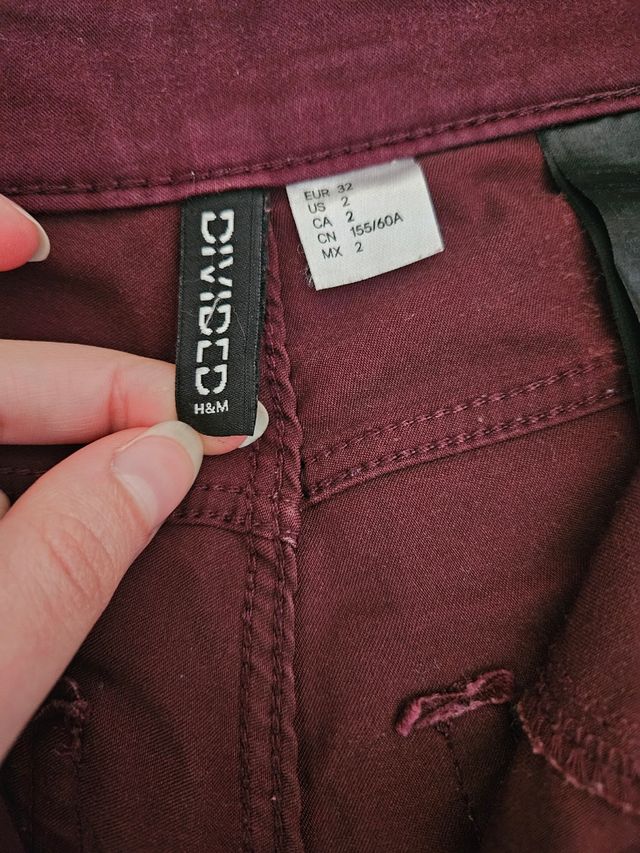 DIVIDED
H&M
EUR 32
US 2
CA 2
CN 155/60A
MX 2